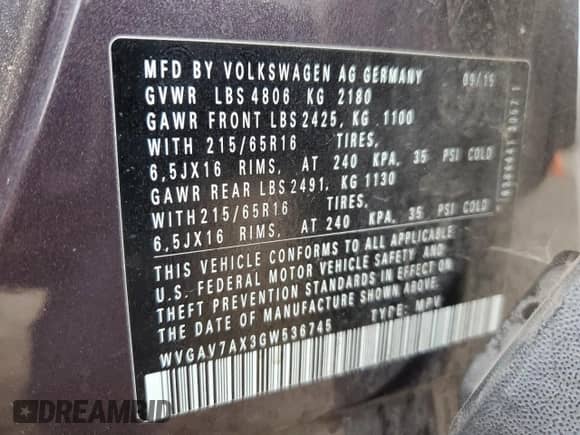 MFD BY VOLKSWAGEN AG GERMANY 09/15
GVWR LBS 4806 KG 2180
GAWR FRONT LBS 2425, KG 1100
WITH 215/65R16 TIRES,
6,5JX16 RIMS, AT 240 KPA, 35 PSI COLD
GAWR REAR LBS 2491, KG 1130
WITH 215/65R16 TIRES,
6,5JX16 RIMS, AT 240 KPA, 35 PSI COLD
THIS VEHICLE CONFORMS TO ALL APPLICABLE
U.S. FEDERAL MOTOR VEHICLE SAFETY AND
THEFT PREVENTION STANDARDS IN EFFECT ON
THE DATE OF MANUFACTURE SHOWN ABOVE.
WVGAV7AX3GW536745 TYPE: MPV
DREAMBID